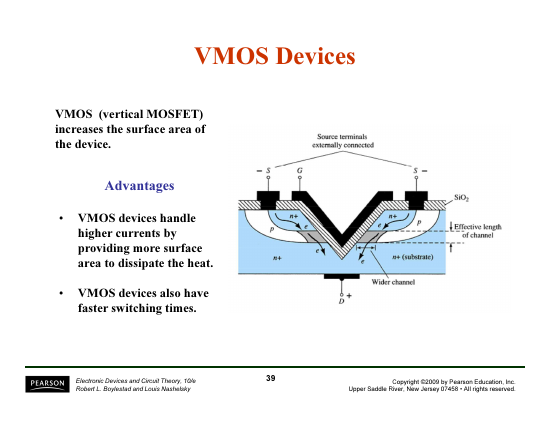 VMOS Devices
VMOS (vertical MOSFET)
increases the surface area of
the device.
Advantages
• VMOS devices handle
higher currents by
providing more surface
area to dissipate the heat.
• VMOS devices also have
faster switching times.
Source terminals
externally connected
– S
G
S –
SiO2
n+
n+
p
p
e
e
Effective length
of channel
e
e
n+
n+ (substrate)
Wider channel
D +
PEARSON
Electronic Devices and Circuit Theory, 10/e
Robert L. Boylestad and Louis Nashelsky
39
Copyright ©2009 by Pearson Education, Inc.
Upper Saddle River, New Jersey 07458 • All rights reserved.